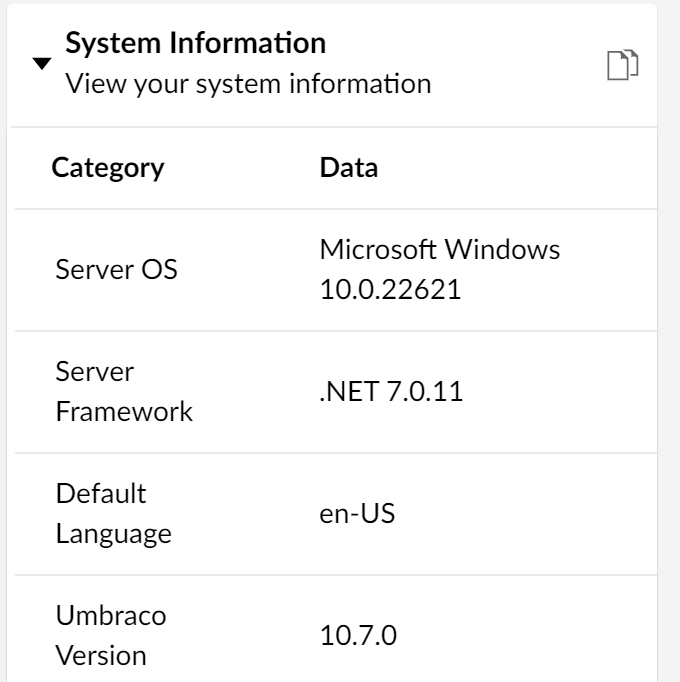 System Information
View your system information
Category Data
Server OS
Microsoft Windows
10.0.22621
Server
Framework
.NET 7.0.11
Default
Language
en-US
Umbraco
Version
10.7.0